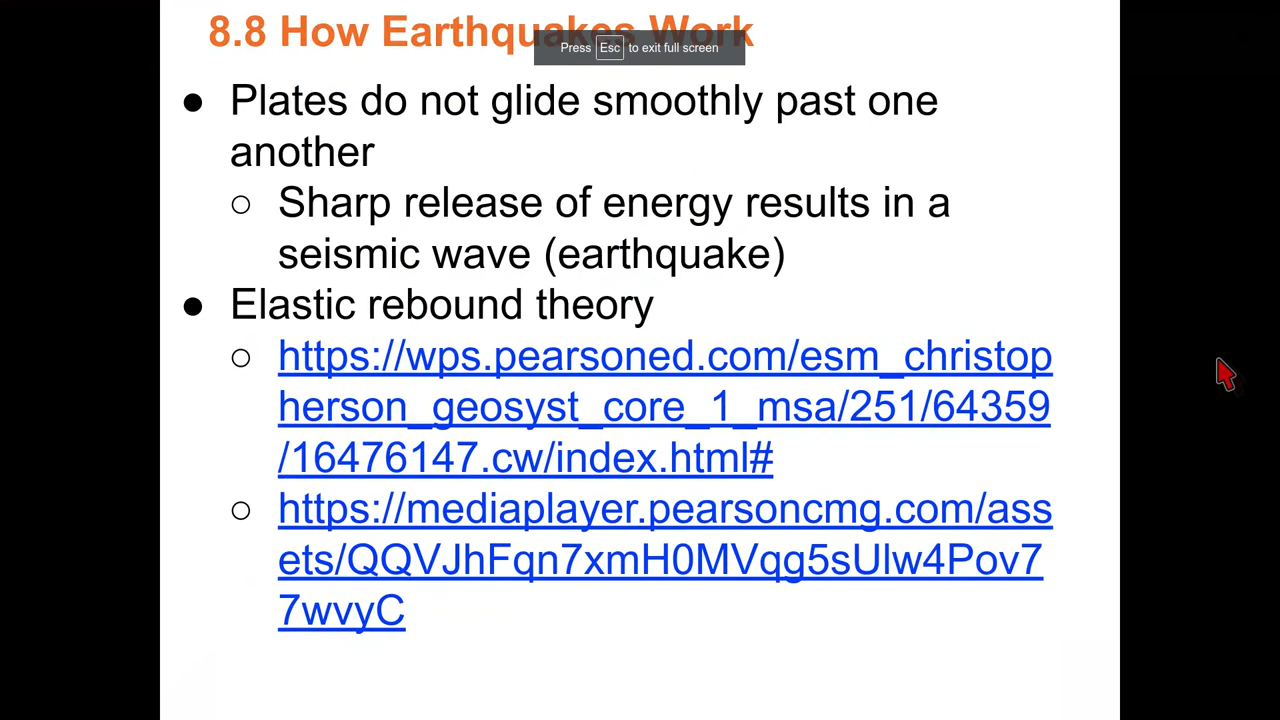 8.8 How Earthquakes Work
Press Esc to exit full screen
● Plates do not glide smoothly past one
another
○ Sharp release of energy results in a
seismic wave (earthquake)
● Elastic rebound theory
○ https://wps.pearsoned.com/esm_christop
herson_geosyst_core_1_msa/251/64359
/16476147.cw/index.html#
○ https://mediaplayer.pearsoncmg.com/ass
ets/QQVJhFqn7xmH0MVqg5sUlw4Pov7
7wvyC